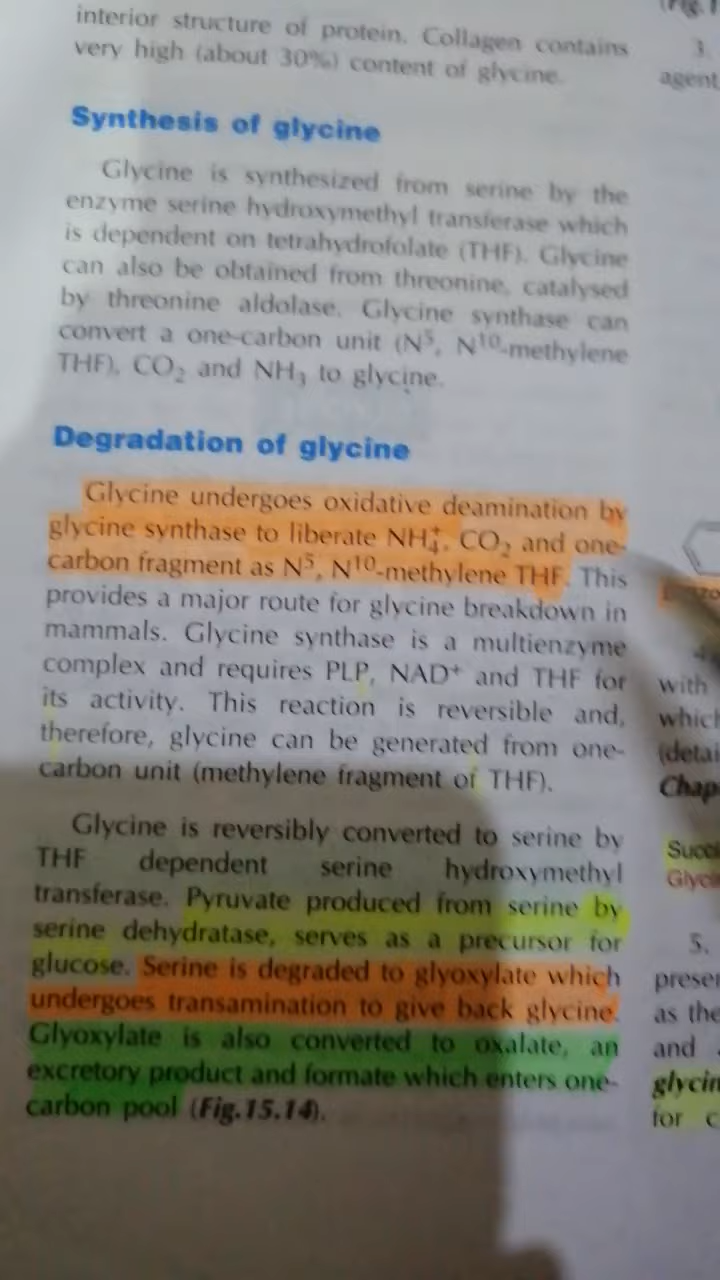 interior structure of protein. Collagen contains
very high (about 30%) content of glycine.
Synthesis of glycine
Glycine is synthesized from serine by the
enzyme serine hydroxymethyl transferase which
is dependent on tetrahydrofolate (THF). Glycine
can also be obtained from threonine, catalysed
by threonine aldolase. Glycine synthase can
convert a one-carbon unit (N⁵, N¹⁰-methylene
THF), CO₂ and NH₃ to glycine.
Degradation of glycine
Glycine undergoes oxidative deamination by
glycine synthase to liberate NH₄⁺, CO₂ and one-
carbon fragment as N⁵, N¹⁰-methylene THF. This
provides a major route for glycine breakdown in
mammals. Glycine synthase is a multienzyme
complex and requires PLP, NAD⁺ and THF for
its activity. This reaction is reversible and,
therefore, glycine can be generated from one-
carbon unit (methylene fragment of THF).
Glycine is reversibly converted to serine by
THF dependent serine hydroxymethyl
transferase. Pyruvate produced from serine by
serine dehydratase, serves as a precursor for
glucose. Serine is degraded to glyoxylate which
undergoes transamination to give back glycine.
Glyoxylate is also converted to oxalate, an
excretory product and formate which enters one-
carbon pool (Fig.15.14).
3.
agent
with
which
(detai
Chap
Succi
Glyci
5.
presen
as the
and
glycin
for c